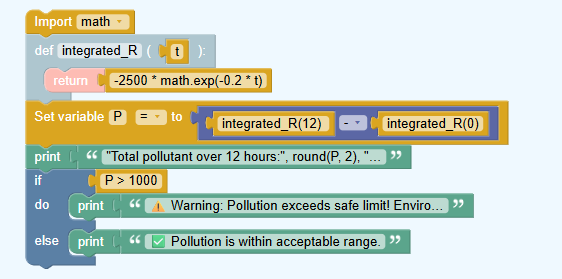 Import math
def integrated_R ( t ):
return -2500 * math.exp(-0.2 * t)
Set variable P = to integrated_R(12) - integrated_R(0)
print “ "Total pollutant over 12 hours:", round(P, 2), "... ”
if P > 1000
do print “ ⚠️ Warning: Pollution exceeds safe limit! Enviro... ”
else print “ ✅ Pollution is within acceptable range. ”